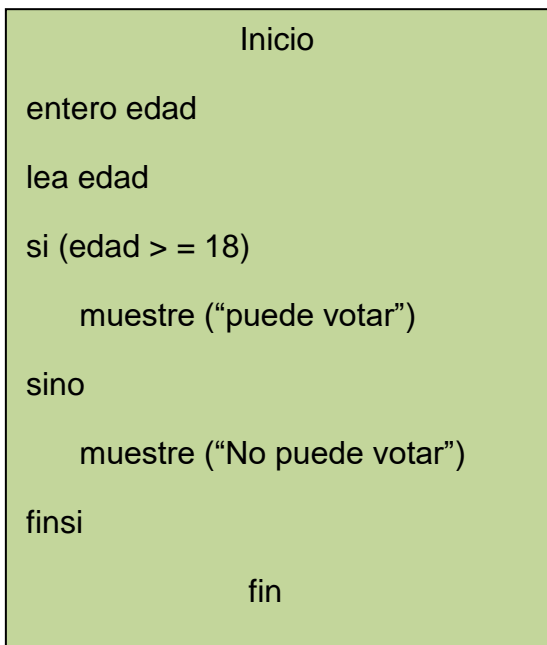 Inicio
entero edad
lea edad
si (edad > = 18)
muestre (“puede votar”)
sino
muestre (“No puede votar”)
finsi
fin